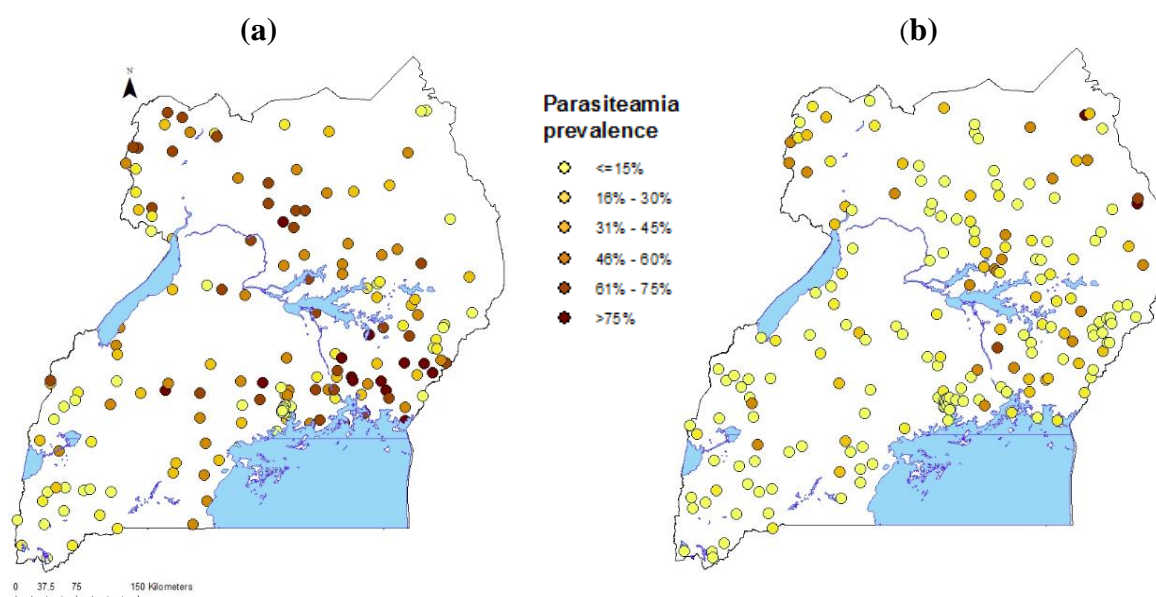 (a)
(b)
N
Parasiteamia
prevalence
<=15%
16% - 30%
31% - 45%
46% - 60%
61% - 75%
>75%
0 37.5 75 150 Kilometers